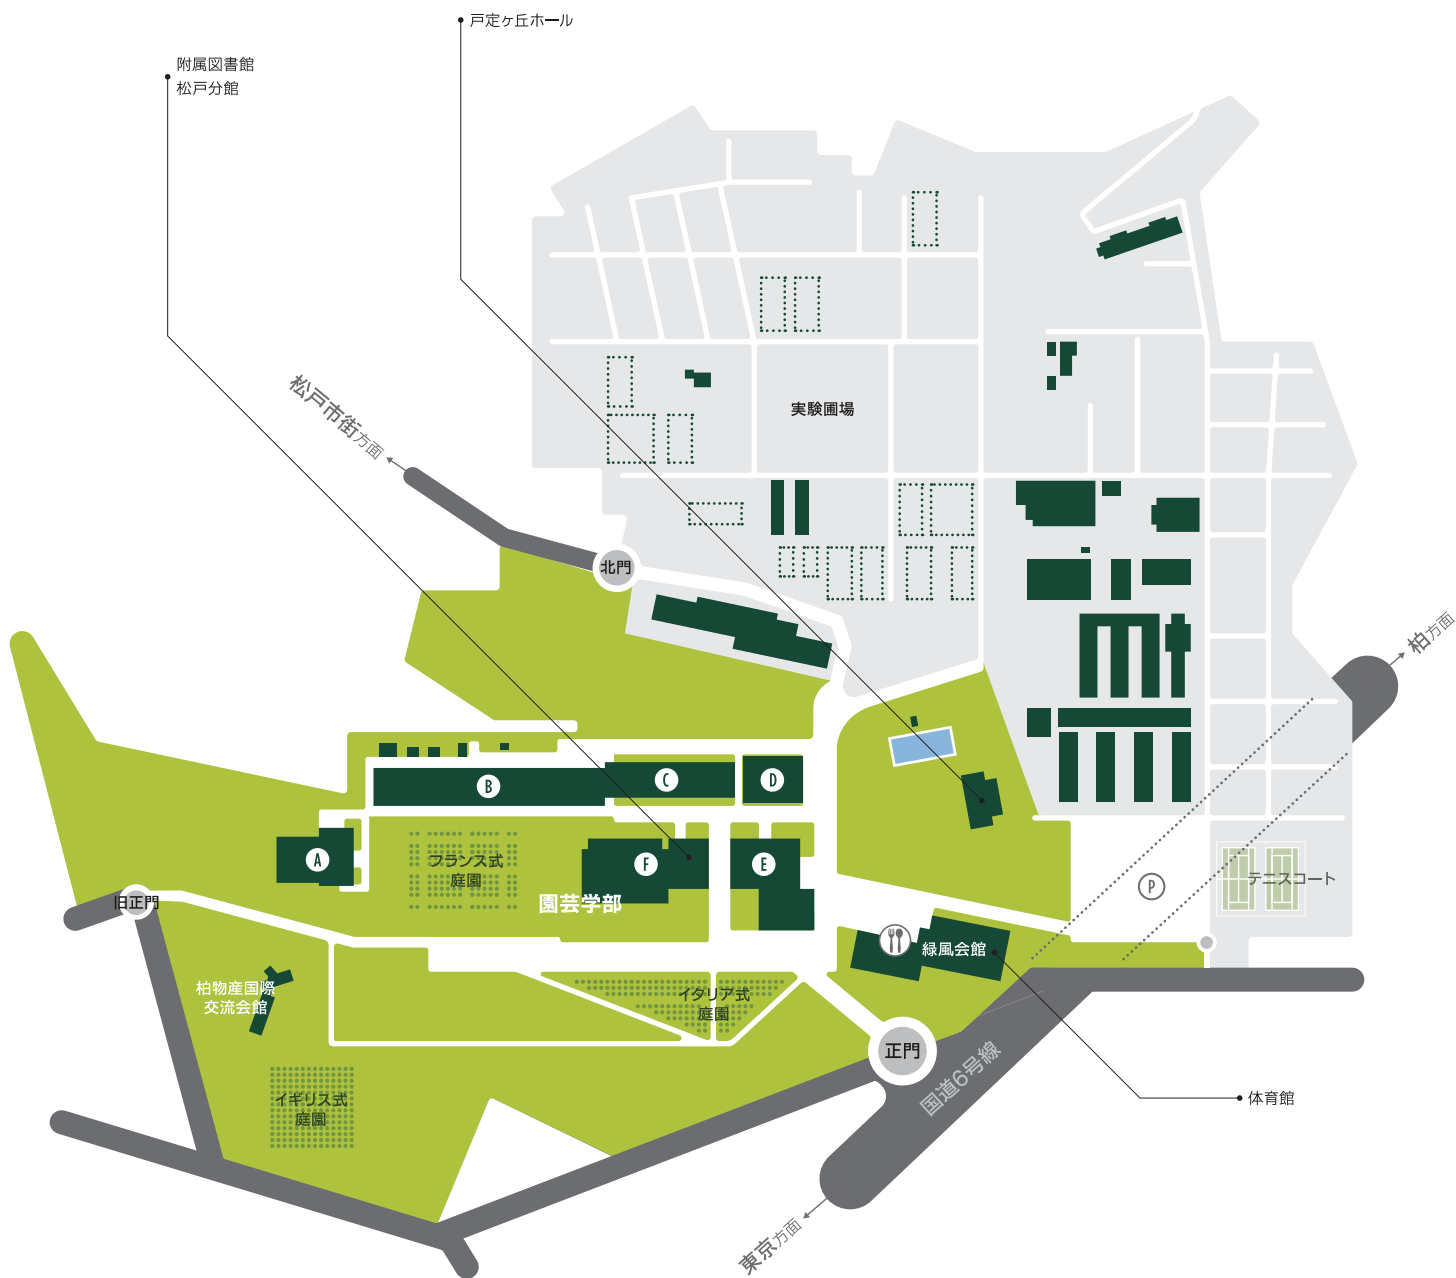 戸定ヶ丘ホール
附属図書館
松戸分館
実験圃場
松戸市街方面
北門
柏方面
B
C
D
A
F
E
フランス式
庭園
園芸学部
P
テニスコート
旧正門
緑風会館
柏物産国際
交流会館
イタリア式
庭園
正門
国道6号線
イギリス式
庭園
体育館
東京方面